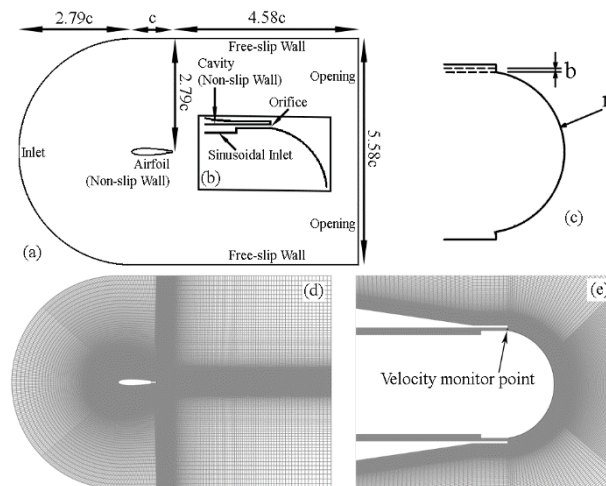 2.79c
c
4.58c
Free-slip Wall
Cavity
(Non-slip Wall)
Opening
2.79c
Orifice
b
r
5.58c
Inlet
Airfoil
(Non-slip Wall)
Sinusoidal Inlet
(b)
(c)
Opening
(a)
Free-slip Wall
(d)
(e)
Velocity monitor point